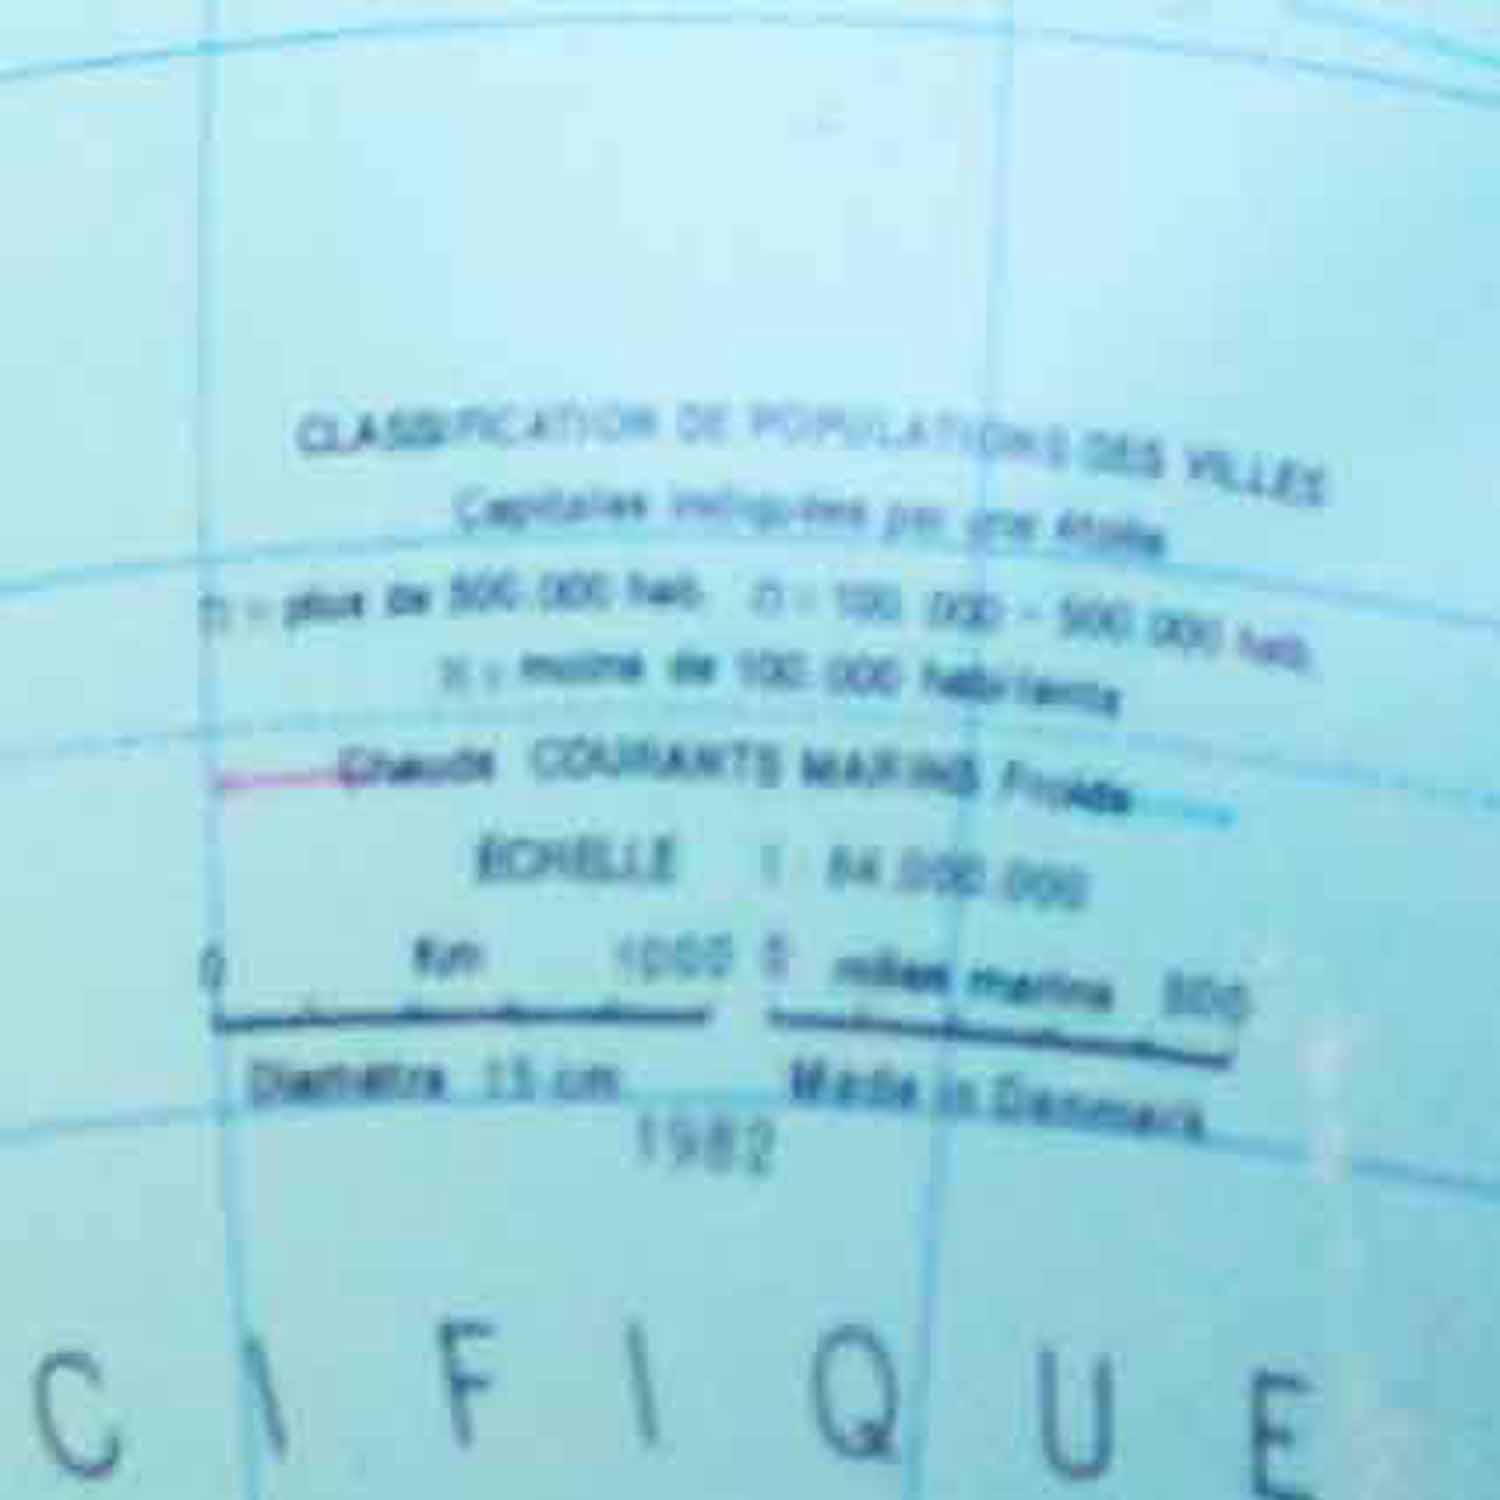 CLASSIFICATION DE POPULATIONS DES VILLES
Capitales indiquées par une étoile
plus de 500.000 hab. O = 100.000 - 500.000 hab.
moins de 100.000 habitants
Chauds COURANTS MARINS Froids
ECHELLE 1 : 84.000.000
0 Km 1000 0 milles marins 500
Diamètre 15 cm Made in Denmark
1982
CIFIQUE